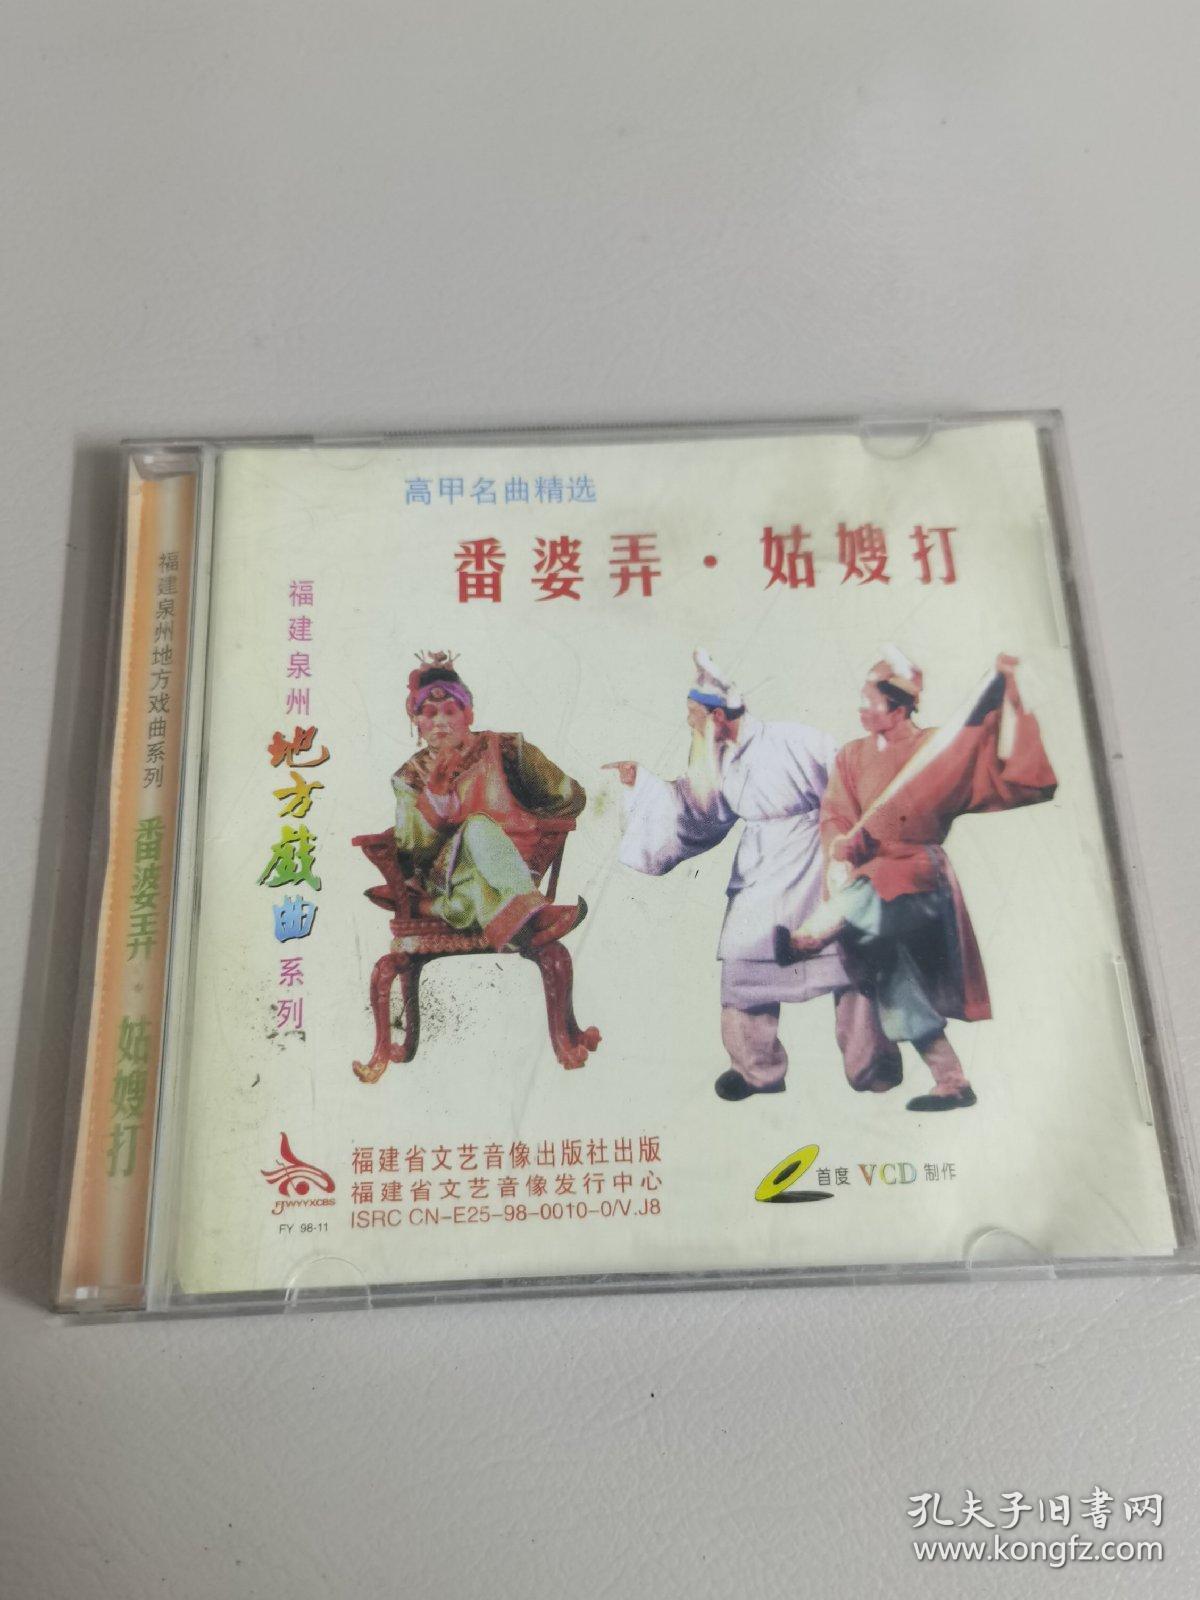 高甲名曲精选
番婆弄·姑嫂打
福建泉州地方戲曲系列
福建泉州地方戏曲系列 番婆弄·姑嫂打
福建省文艺音像出版社出版
福建省文艺音像发行中心
ISRC CN-E25-98-0010-0/V.J8
FJWYYXCBS
FY 98-11
首度 VCD 制作
孔夫子旧书网
www.kongfz.com